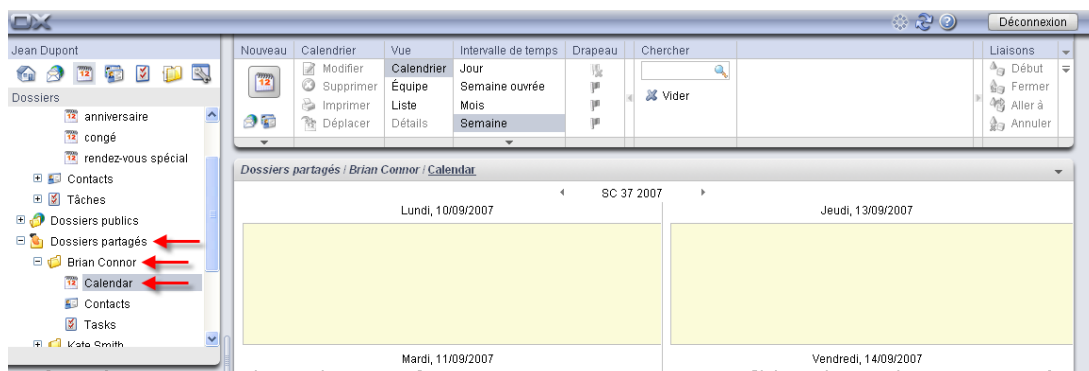 OX
Déconnexion
Jean Dupont
Dossiers
anniversaire
congé
rendez-vous spécial
Contacts
Tâches
Dossiers publics
Dossiers partagés
Brian Connor
Calendar
Contacts
Tasks
Kate Smith
Nouveau Calendrier Vue Intervalle de temps Drapeau Chercher Liaisons
Modifier Calendrier Jour Début
Supprimer Équipe Semaine ouvrée Vider Fermer
Imprimer Liste Mois Aller à
Déplacer Détails Semaine Annuler
Dossiers partagés / Brian Connor / Calendar
SC 37 2007
Lundi, 10/09/2007 Jeudi, 13/09/2007
Mardi, 11/09/2007 Vendredi, 14/09/2007